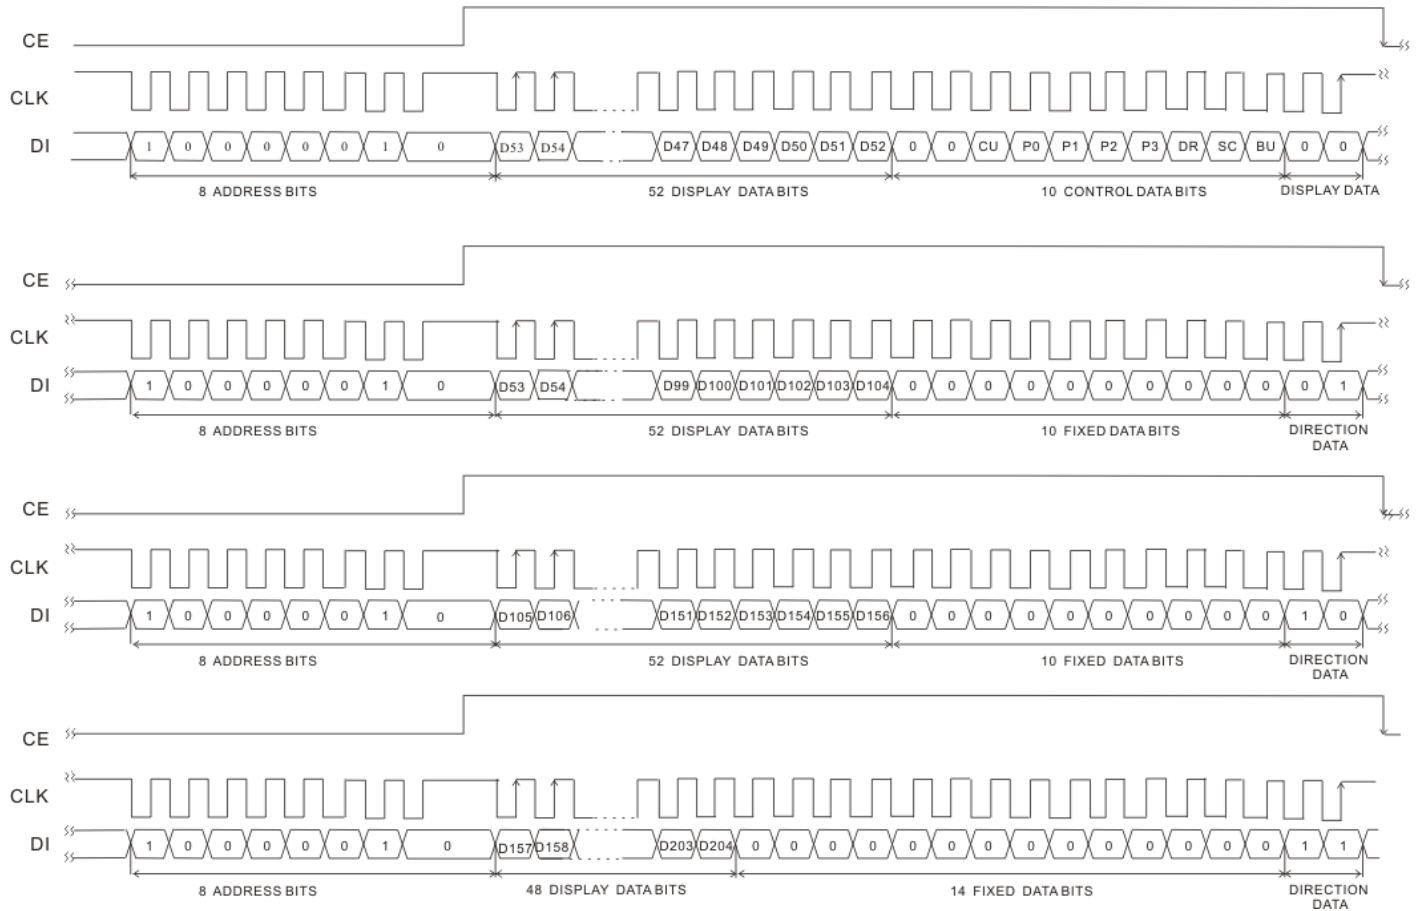 CE
CLK
DI 1 0 0 0 0 0 1 0 D53 D54 D47 D48 D49 D50 D51 D52 0 0 CU P0 P1 P2 P3 DR SC BU 0 0
8 ADDRESS BITS 52 DISPLAY DATA BITS 10 CONTROL DATA BITS DISPLAY DATA
CE
CLK
DI 1 0 0 0 0 0 1 0 D53 D54 D99 D100 D101 D102 D103 D104 0 0 0 0 0 0 0 0 0 0 0 1
8 ADDRESS BITS 52 DISPLAY DATA BITS 10 FIXED DATA BITS DIRECTION
DATA
CE
CLK
DI 1 0 0 0 0 0 1 0 D105 D106 D151 D152 D153 D154 D155 D156 0 0 0 0 0 0 0 0 0 0 1 0
8 ADDRESS BITS 52 DISPLAY DATA BITS 10 FIXED DATA BITS DIRECTION
DATA
CE
CLK
DI 1 0 0 0 0 0 1 0 D157 D158 D203 D204 0 0 0 0 0 0 0 0 0 0 0 0 0 0 1 1
8 ADDRESS BITS 48 DISPLAY DATA BITS 14 FIXED DATA BITS DIRECTION
DATA